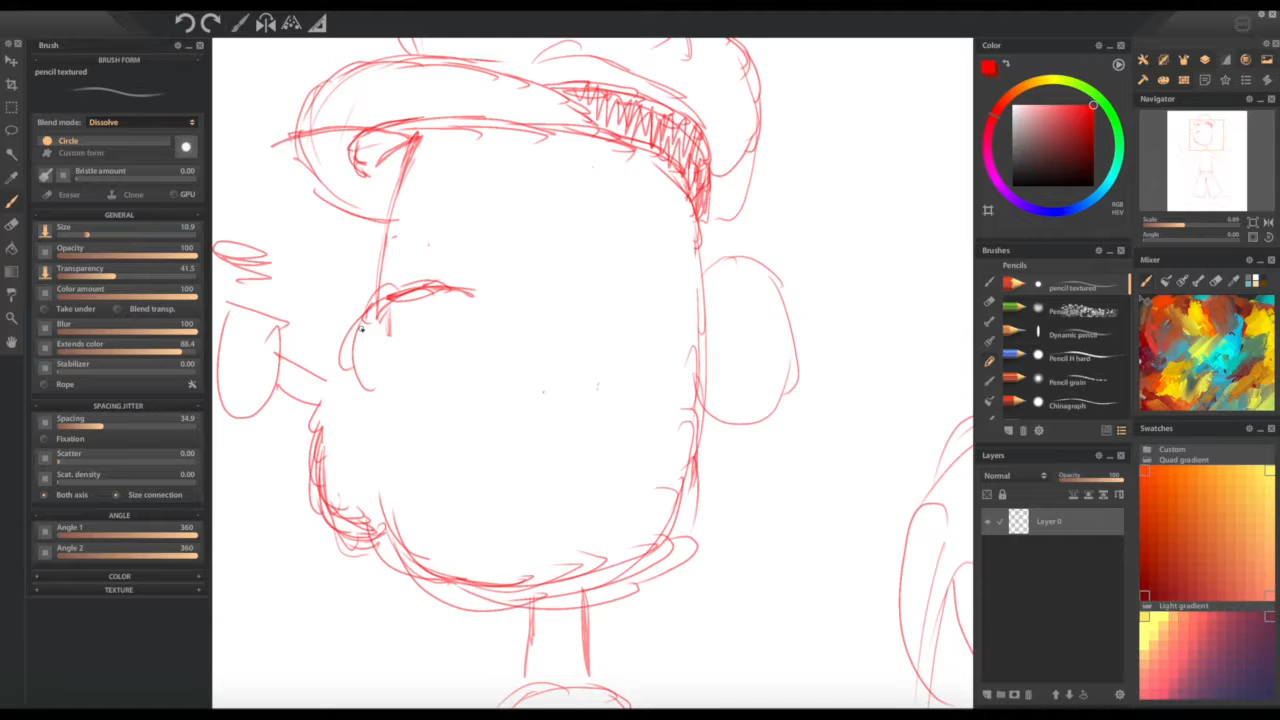 Brush
BRUSH FORM
pencil textured
Blend mode: Dissolve
Circle
Custom form
Bristle amount 0.00
Eraser Clone GPU
GENERAL
Size 10.9
Opacity 100
Transparency 41.5
Color amount 100
Take under Blend transp.
Blur 100
Extends color 88.4
Stabilizer 0.00
Rope
SPACING JITTER
Spacing 34.9
Fixation
Scatter 0.00
Scat. density 0.00
Both axis Size connection
ANGLE
Angle 1 360
Angle 2 360
COLOR
TEXTURE
Color
RGB
HEV
Brushes
Pencils
pencil textured
Dynamic pencil
Pencil H hard
Pencil grain
Chinagraph
Layers
Normal Opacity 100
Layer 0
Navigator
Scale 0.89
Angle 0.00
Mixer
Swatches
Custom
Quad gradient
Light gradient